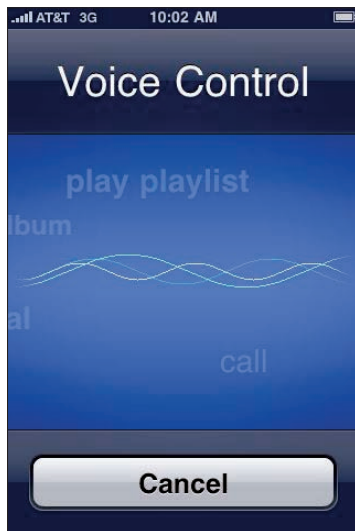 AT&T 3G 10:02 AM
Voice Control
play playlist
lbum
al
call
Cancel